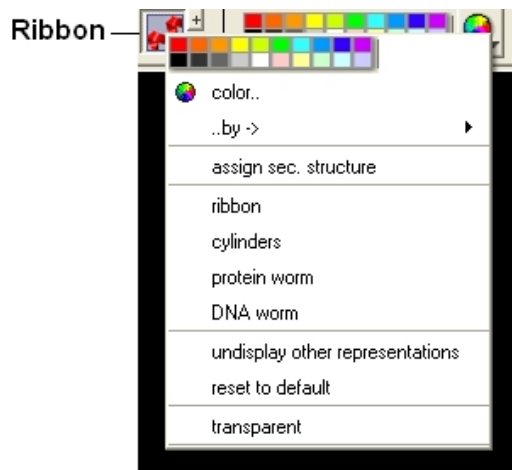 Ribbon
color..
..by ->
assign sec. structure
ribbon
cylinders
protein worm
DNA worm
undisplay other representations
reset to default
transparent